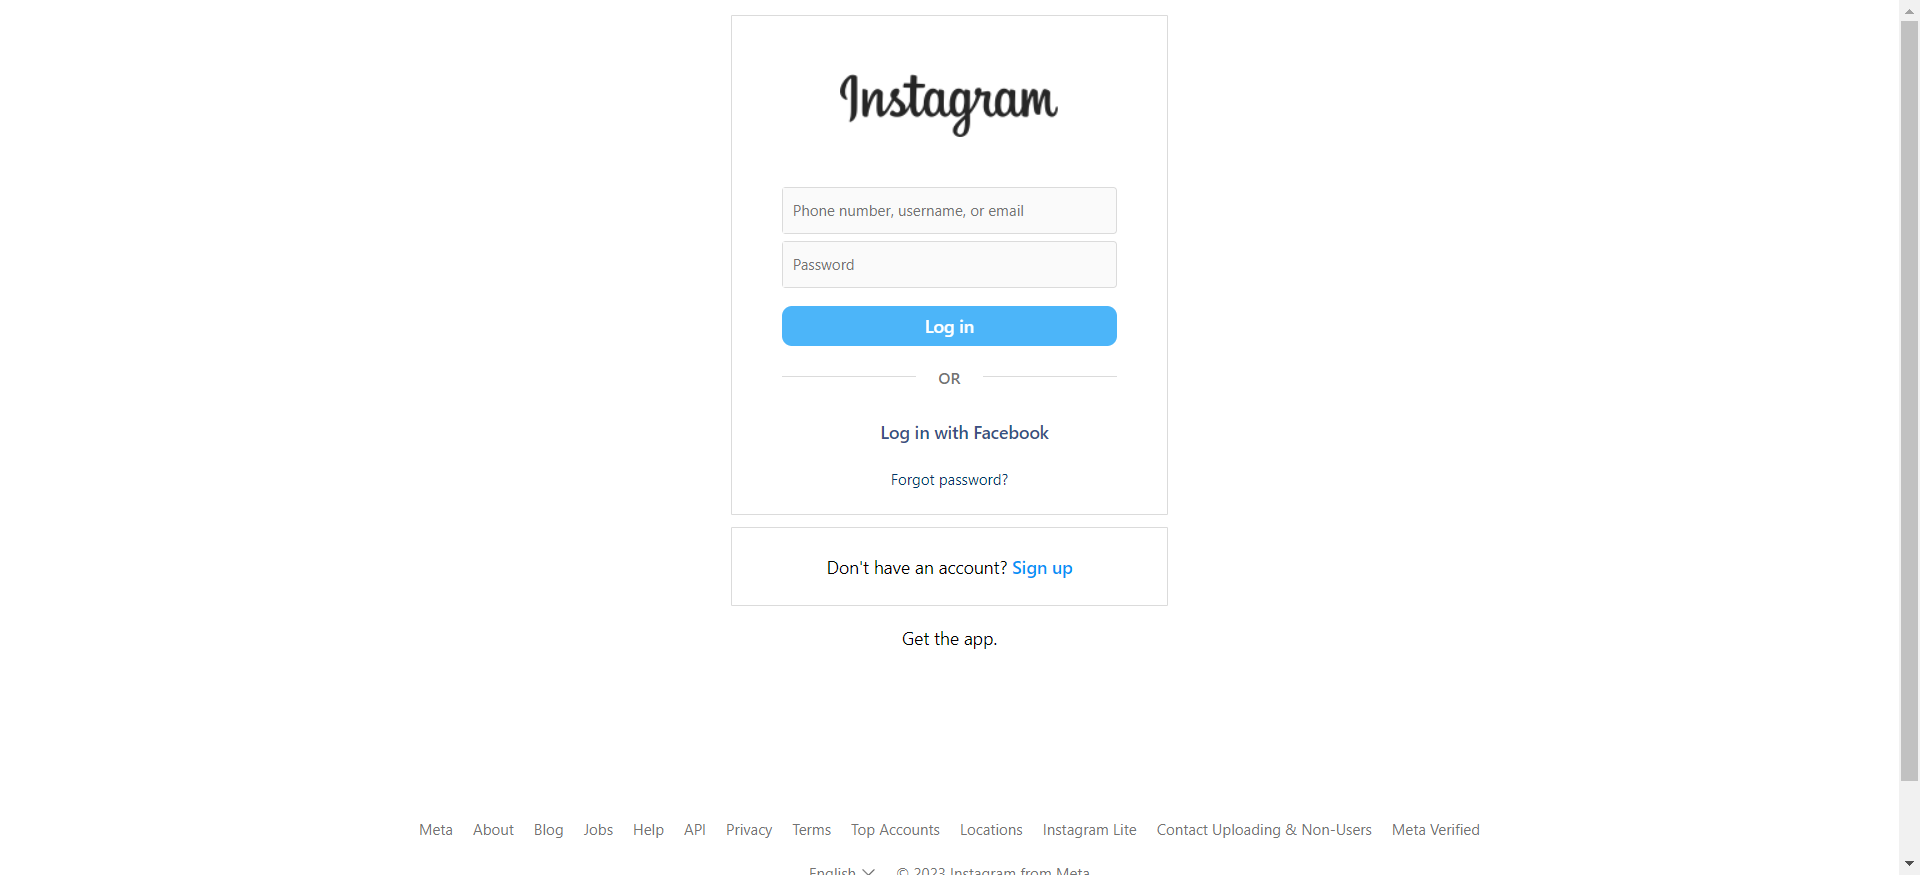 Instagram
Phone number, username, or email
Password
Log in
OR
Log in with Facebook
Forgot password?
Don't have an account? Sign up
Get the app.
Meta About Blog Jobs Help API Privacy Terms Top Accounts Locations Instagram Lite Contact Uploading & Non-Users Meta Verified
English © 2023 Instagram from Meta